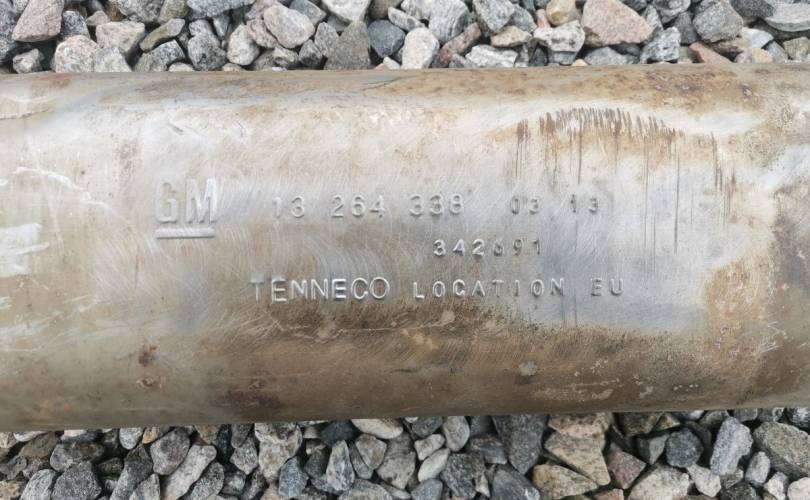 GM 13 264 338 03 13
342691
TENNECO LOCATION EU